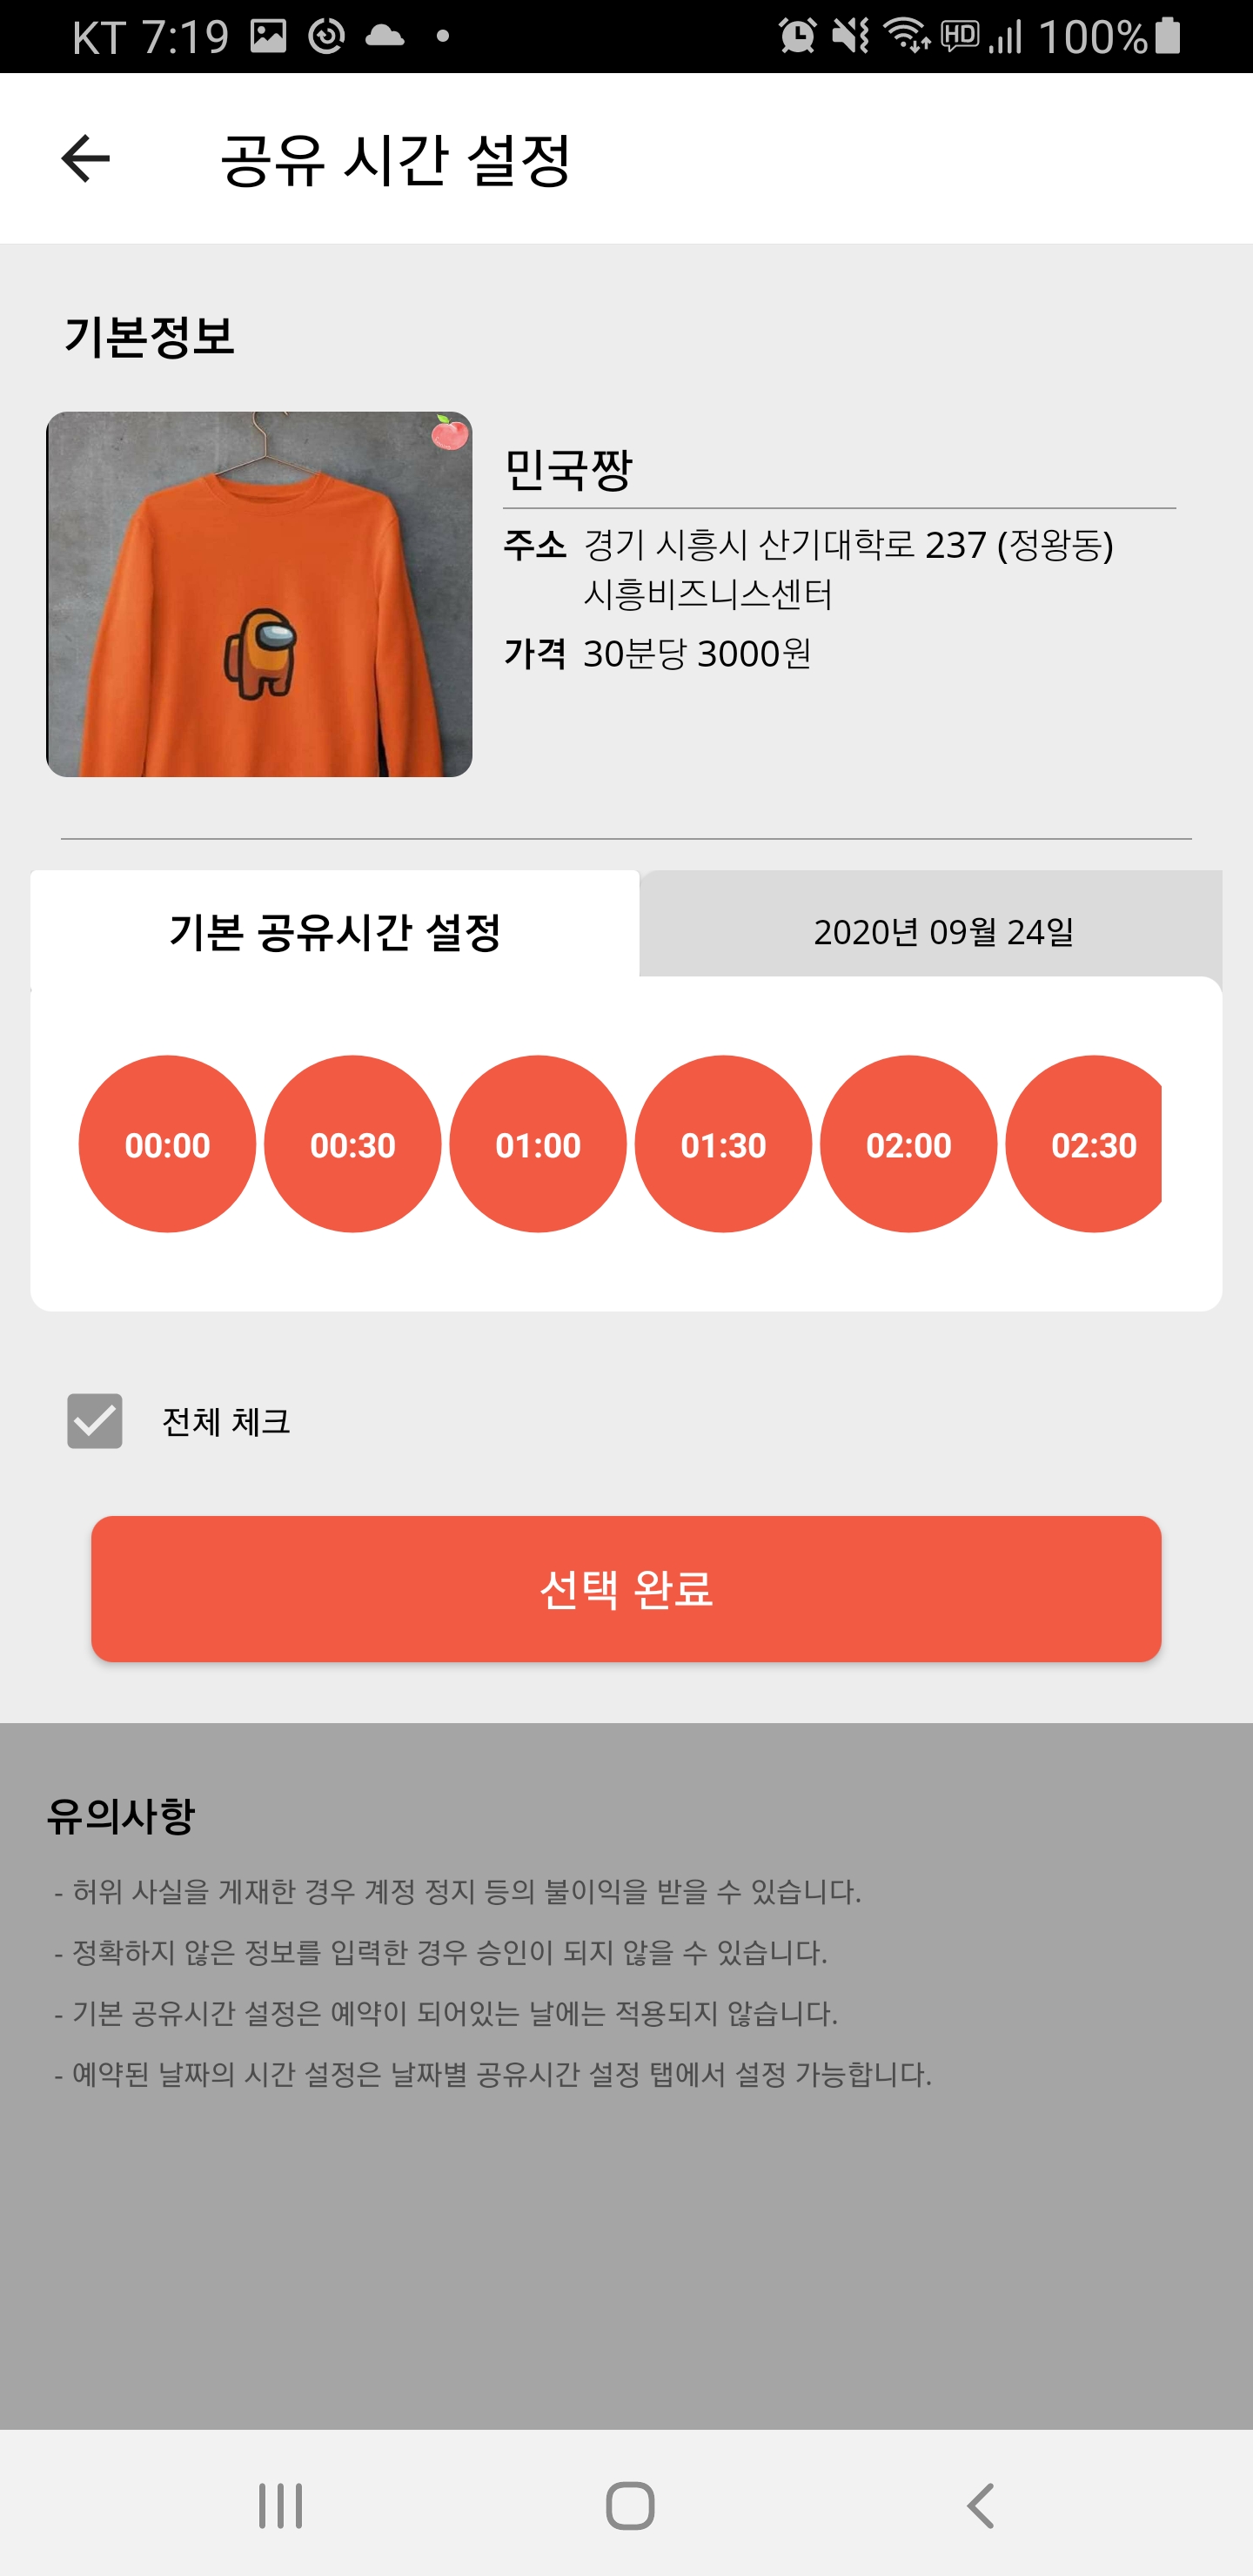 KT 7:19
HD 100%
공유 시간 설정
기본정보
민국짱
주소 경기 시흥시 산기대학로 237 (정왕동)
시흥비즈니스센터
가격 30분당 3000원
기본 공유시간 설정
2020년 09월 24일
00:00 00:30 01:00 01:30 02:00 02:30
전체 체크
선택 완료
유의사항
- 허위 사실을 게재한 경우 계정 정지 등의 불이익을 받을 수 있습니다.
- 정확하지 않은 정보를 입력한 경우 승인이 되지 않을 수 있습니다.
- 기본 공유시간 설정은 예약이 되어있는 날에는 적용되지 않습니다.
- 예약된 날짜의 시간 설정은 날짜별 공유시간 설정 탭에서 설정 가능합니다.